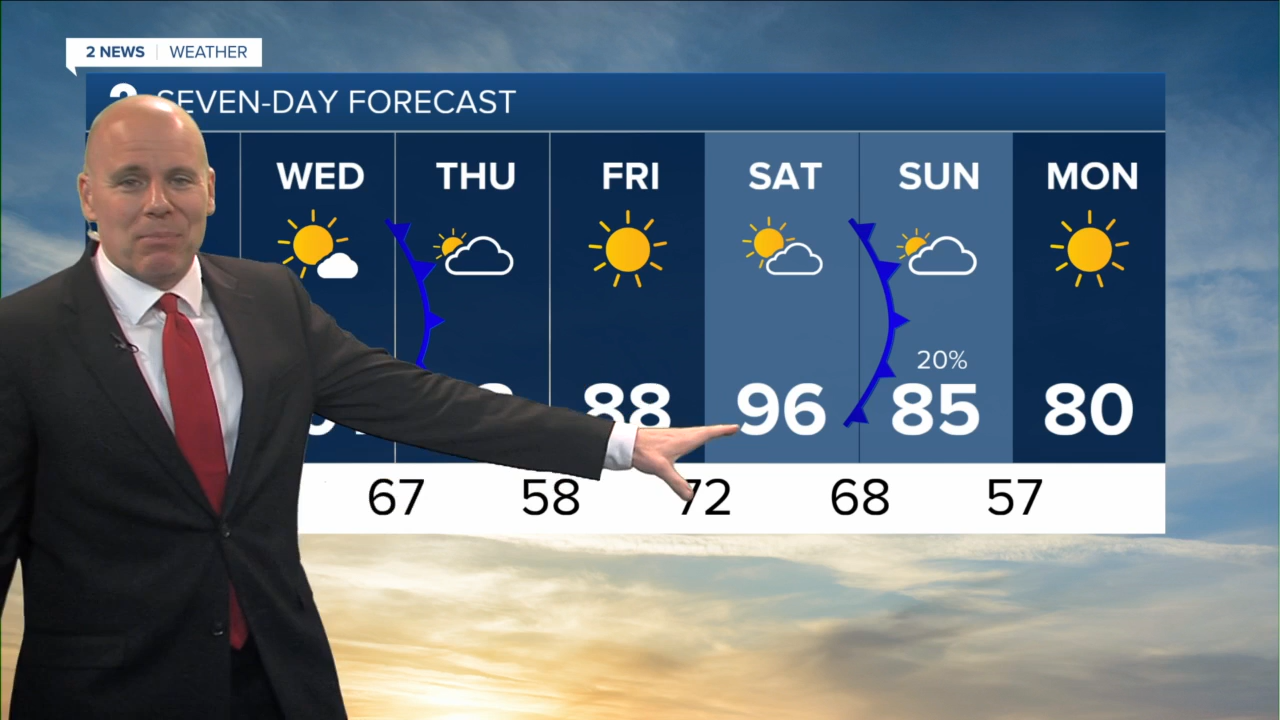 2 NEWS | WEATHER
SEVEN-DAY FORECAST
WED THU FRI SAT SUN MON
20%
88 96 85 80
67 58 72 68 57